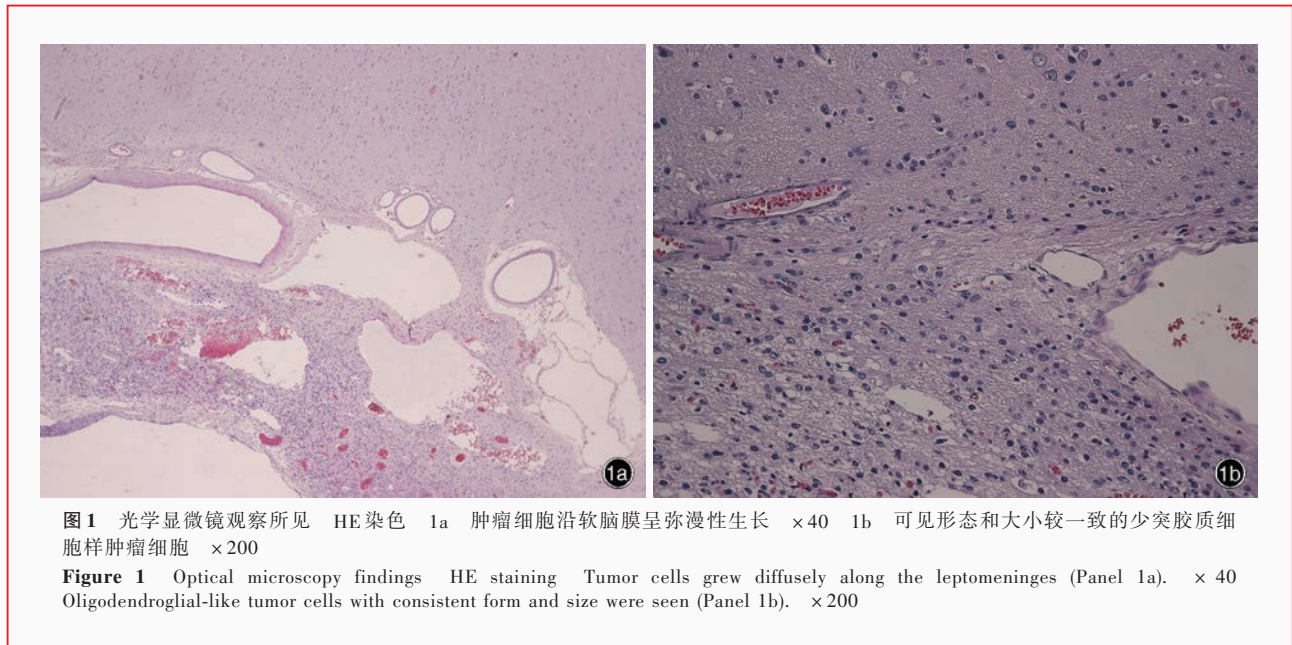 1a
1b
图1 光学显微镜观察所见 HE染色 1a 肿瘤细胞沿软脑膜呈弥漫性生长 ×40 1b 可见形态和大小较一致的少突胶质细
胞样肿瘤细胞 ×200
Figure 1 Optical microscopy findings HE staining Tumor cells grew diffusely along the leptomeninges (Panel 1a). × 40
Oligodendroglial-like tumor cells with consistent form and size were seen (Panel 1b). ×200